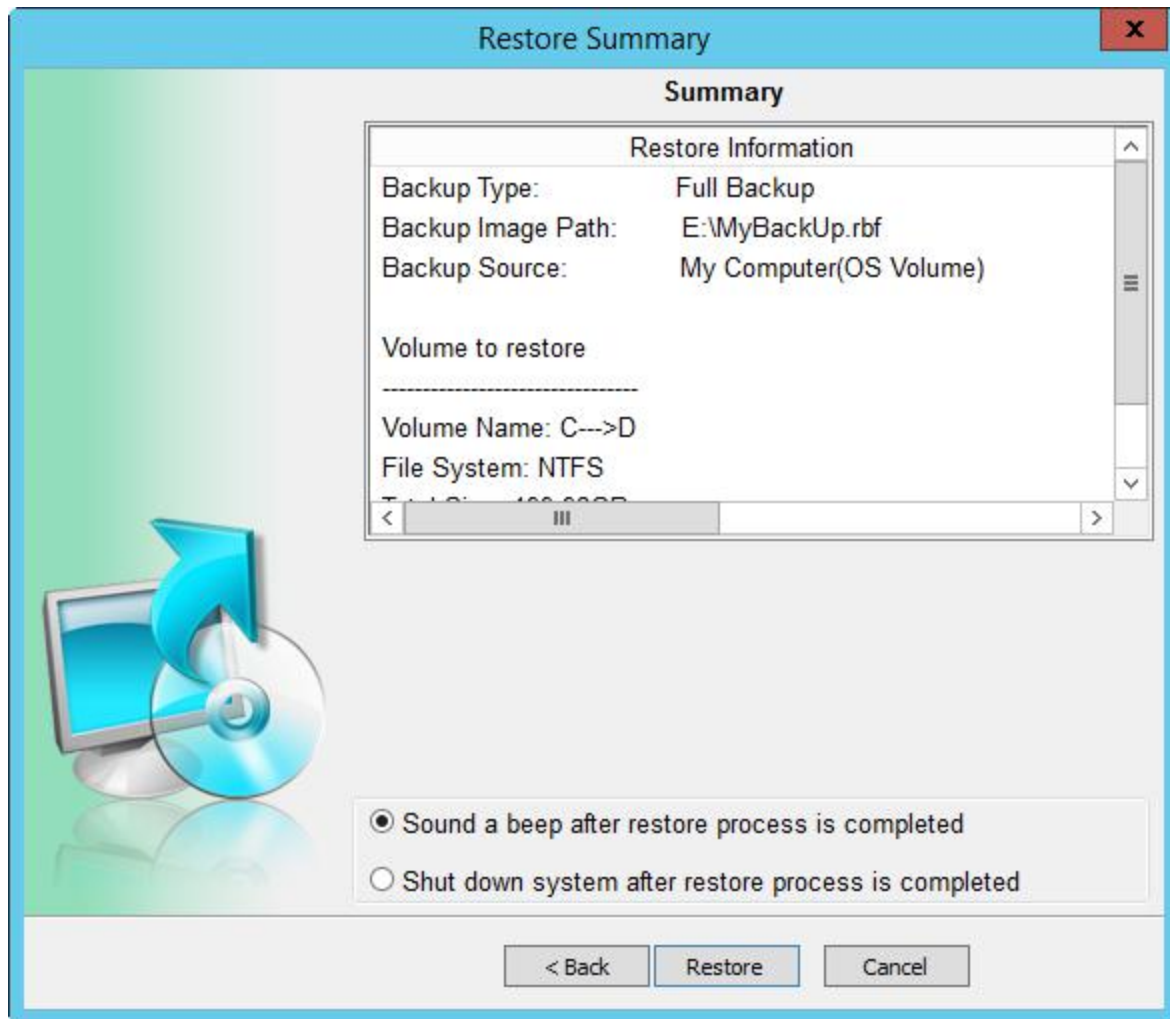 Restore Summary
x
Summary
Restore Information
Backup Type: Full Backup
Backup Image Path: E:\MyBackUp.rbf
Backup Source: My Computer(OS Volume)
Volume to restore
--------------------------------
Volume Name: C--->D
File System: NTFS
Sound a beep after restore process is completed
Shut down system after restore process is completed
< Back Restore Cancel